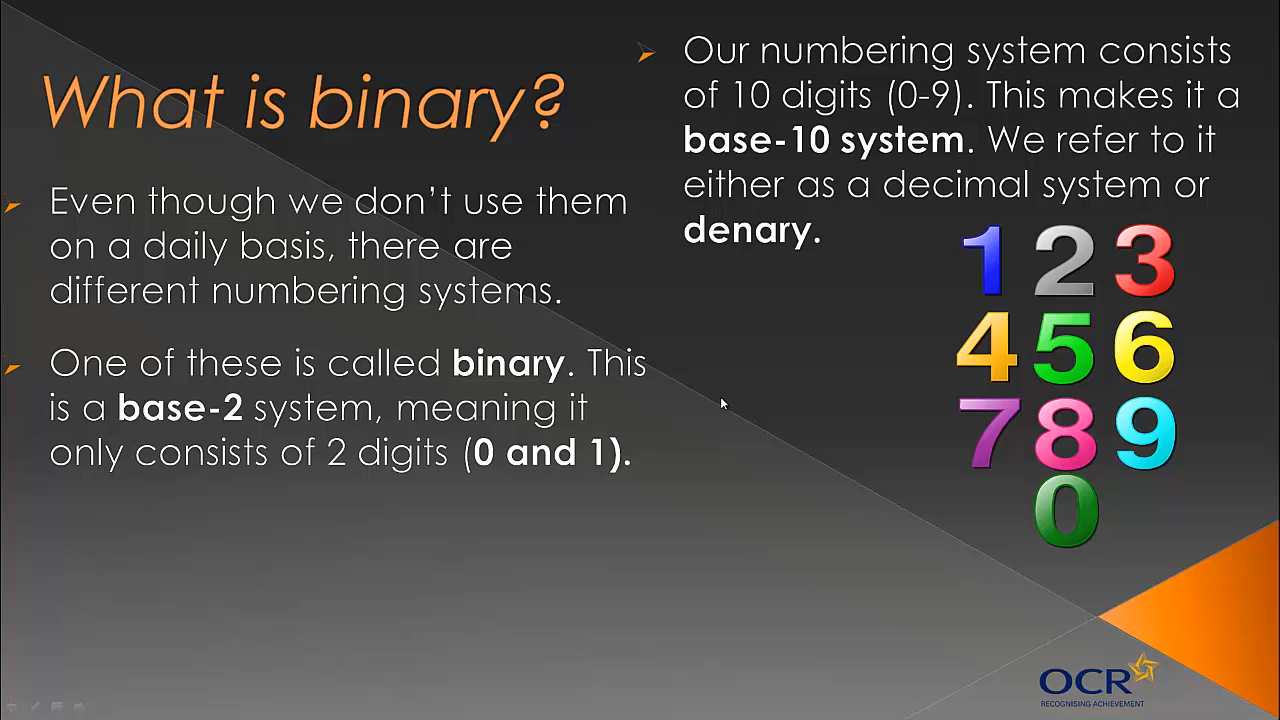 What is binary?
Even though we don't use them
on a daily basis, there are
different numbering systems.
One of these is called binary. This
is a base-2 system, meaning it
only consists of 2 digits (0 and 1).
Our numbering system consists
of 10 digits (0-9). This makes it a
base-10 system. We refer to it
either as a decimal system or
denary.
1 2 3
4 5 6
7 8 9
0
OCR
RECOGNISING ACHIEVEMENT